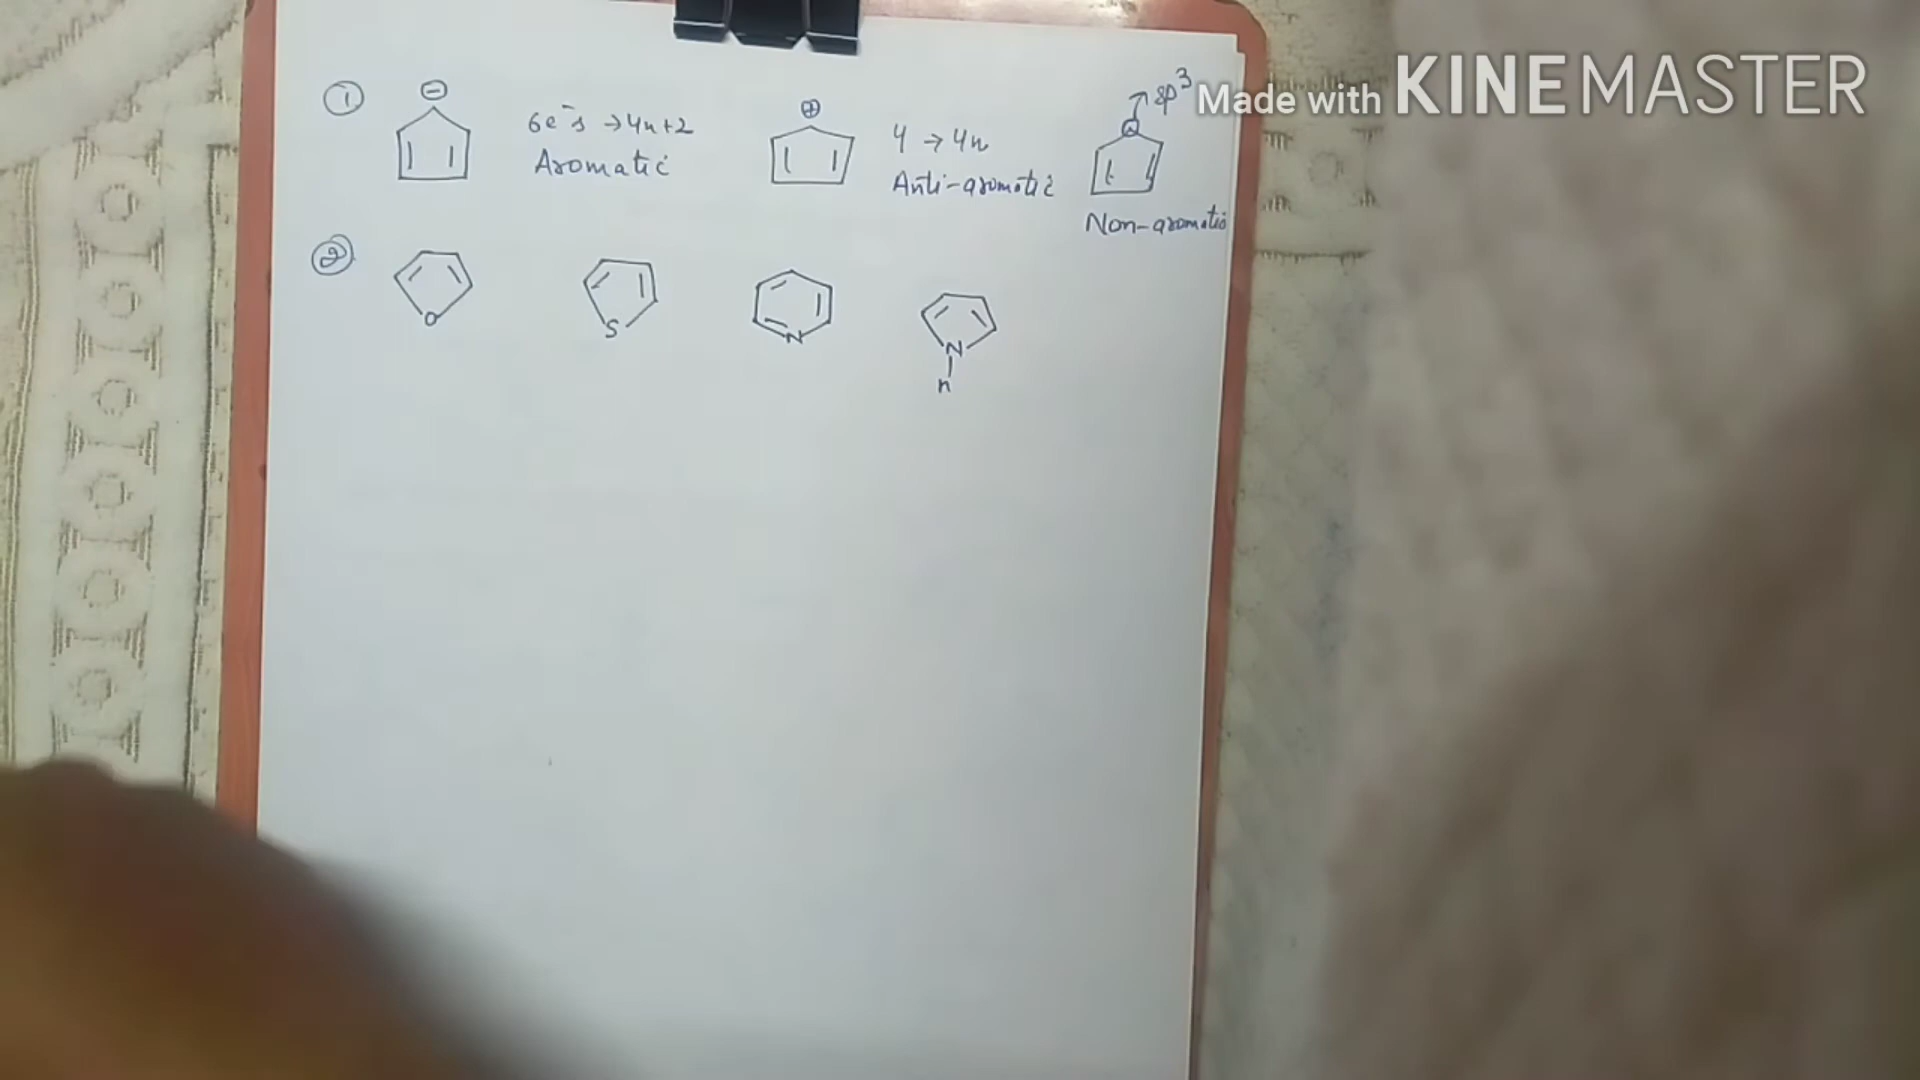 Made with KINEMASTER
① ⊖ 6e⁻s → 4n+2 ⊕ 4 → 4n → sp³
Aromatic Anti-aromatic
Non-aromatic
②
O S N N
H